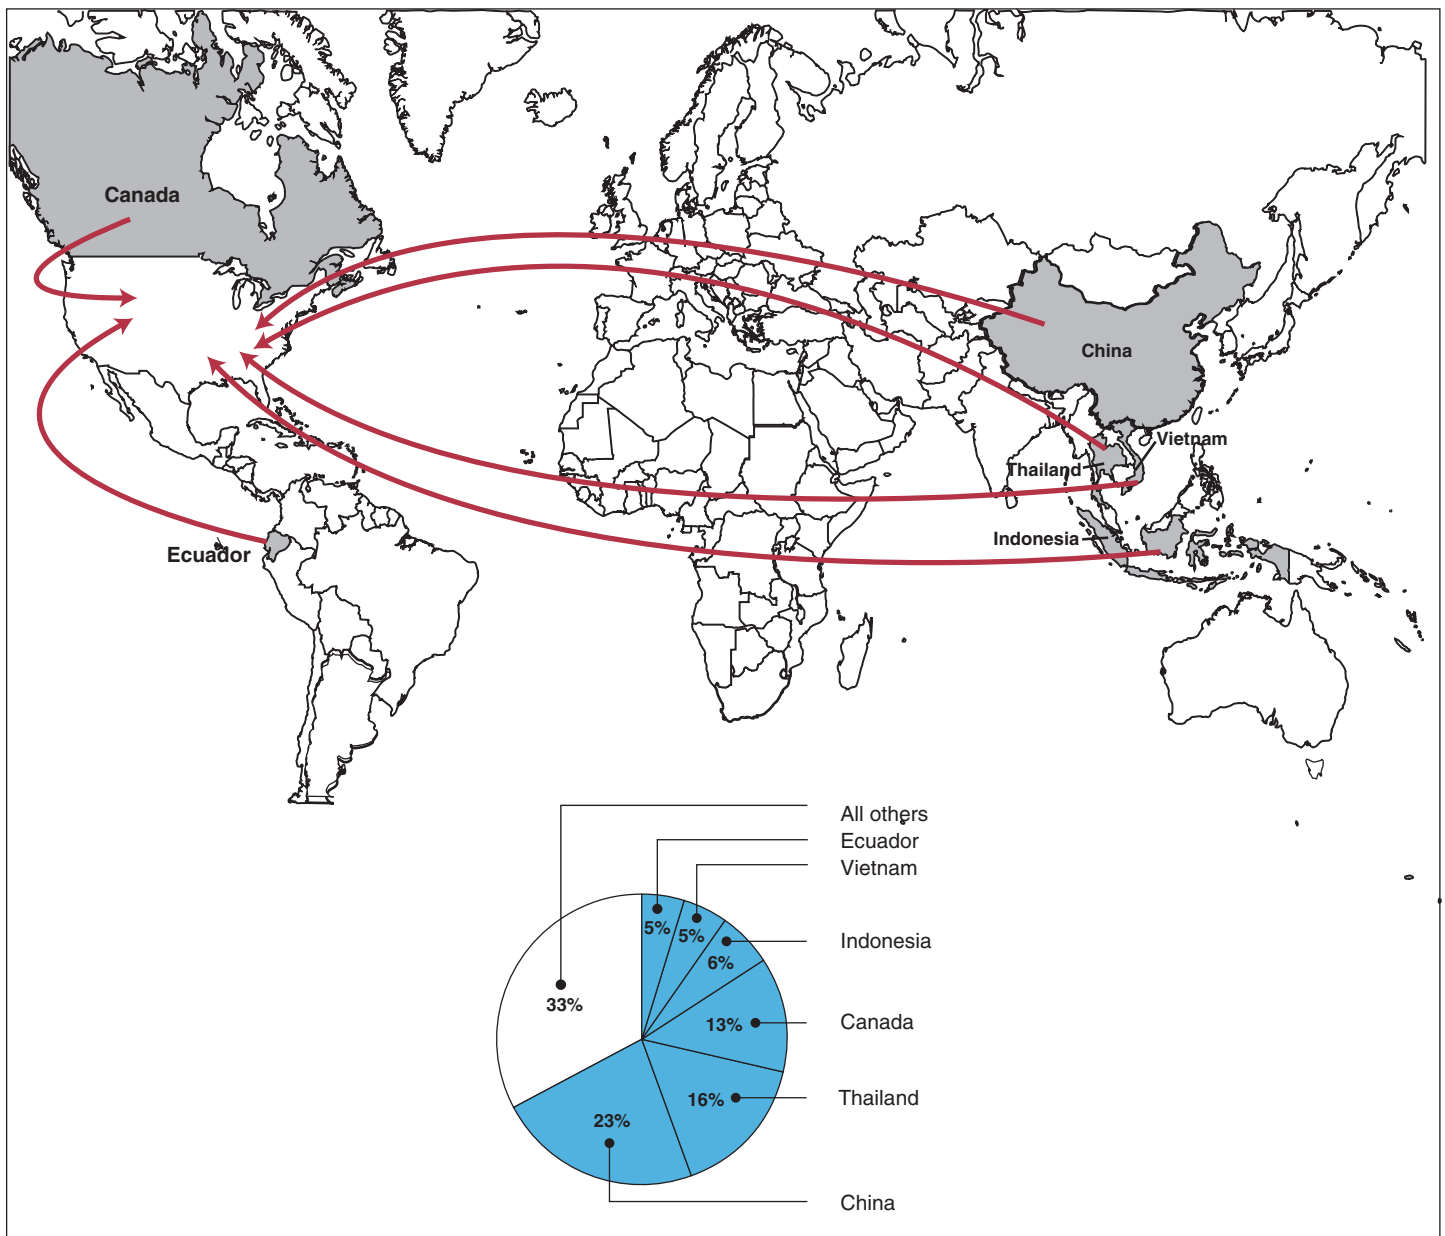 Canada
China
Vietnam
Thailand
Indonesia
Ecuador
All others
Ecuador
Vietnam
5%
5%
Indonesia
6%
33%
13%
Canada
16%
Thailand
23%
China